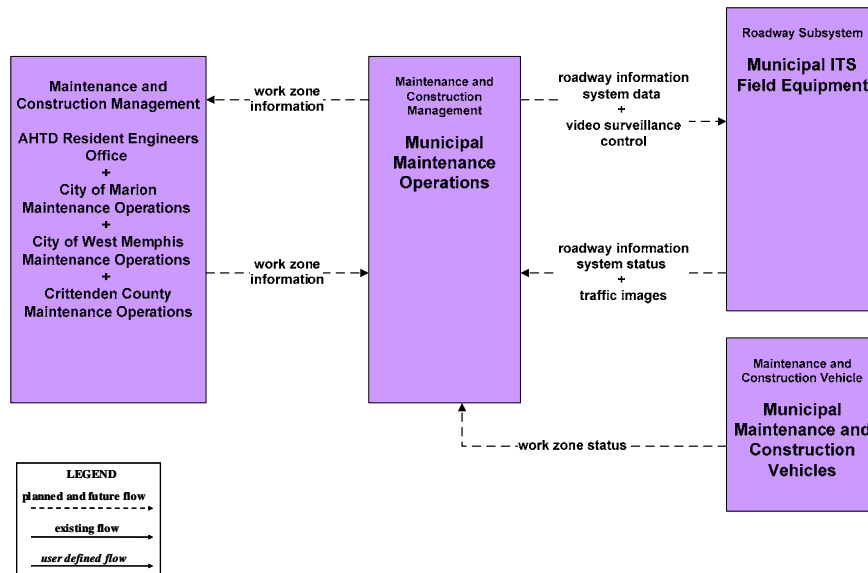 Maintenance and
Construction Management
AHTD Resident Engineers
Office
+
City of Marion
Maintenance Operations
+
City of West Memphis
Maintenance Operations
+
Crittenden County
Maintenance Operations
work zone
information
work zone
information
Maintenance and
Construction
Management
Municipal
Maintenance
Operations
roadway information
system data
+
video surveillance
control
roadway information
system status
+
traffic images
work zone status
Roadway Subsystem
Municipal ITS
Field Equipment
Maintenance and
Construction Vehicle
Municipal
Maintenance and
Construction
Vehicles
LEGEND
planned and future flow
existing flow
user defined flow